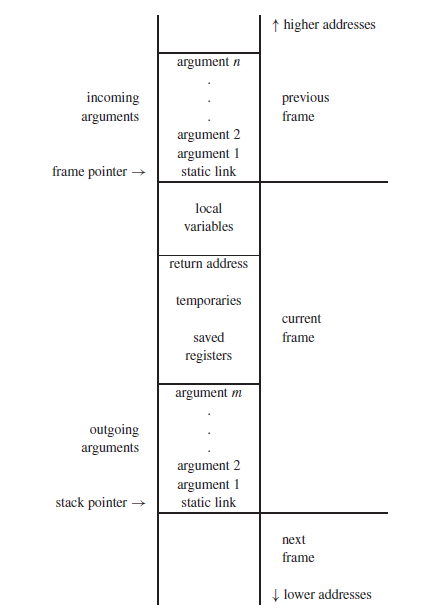 ↑ higher addresses
argument n
.
.
.
incoming
arguments
previous
frame
argument 2
argument 1
frame pointer → static link
local
variables
return address
temporaries
saved
registers
current
frame
argument m
.
.
.
outgoing
arguments
argument 2
argument 1
stack pointer → static link
next
frame
↓ lower addresses